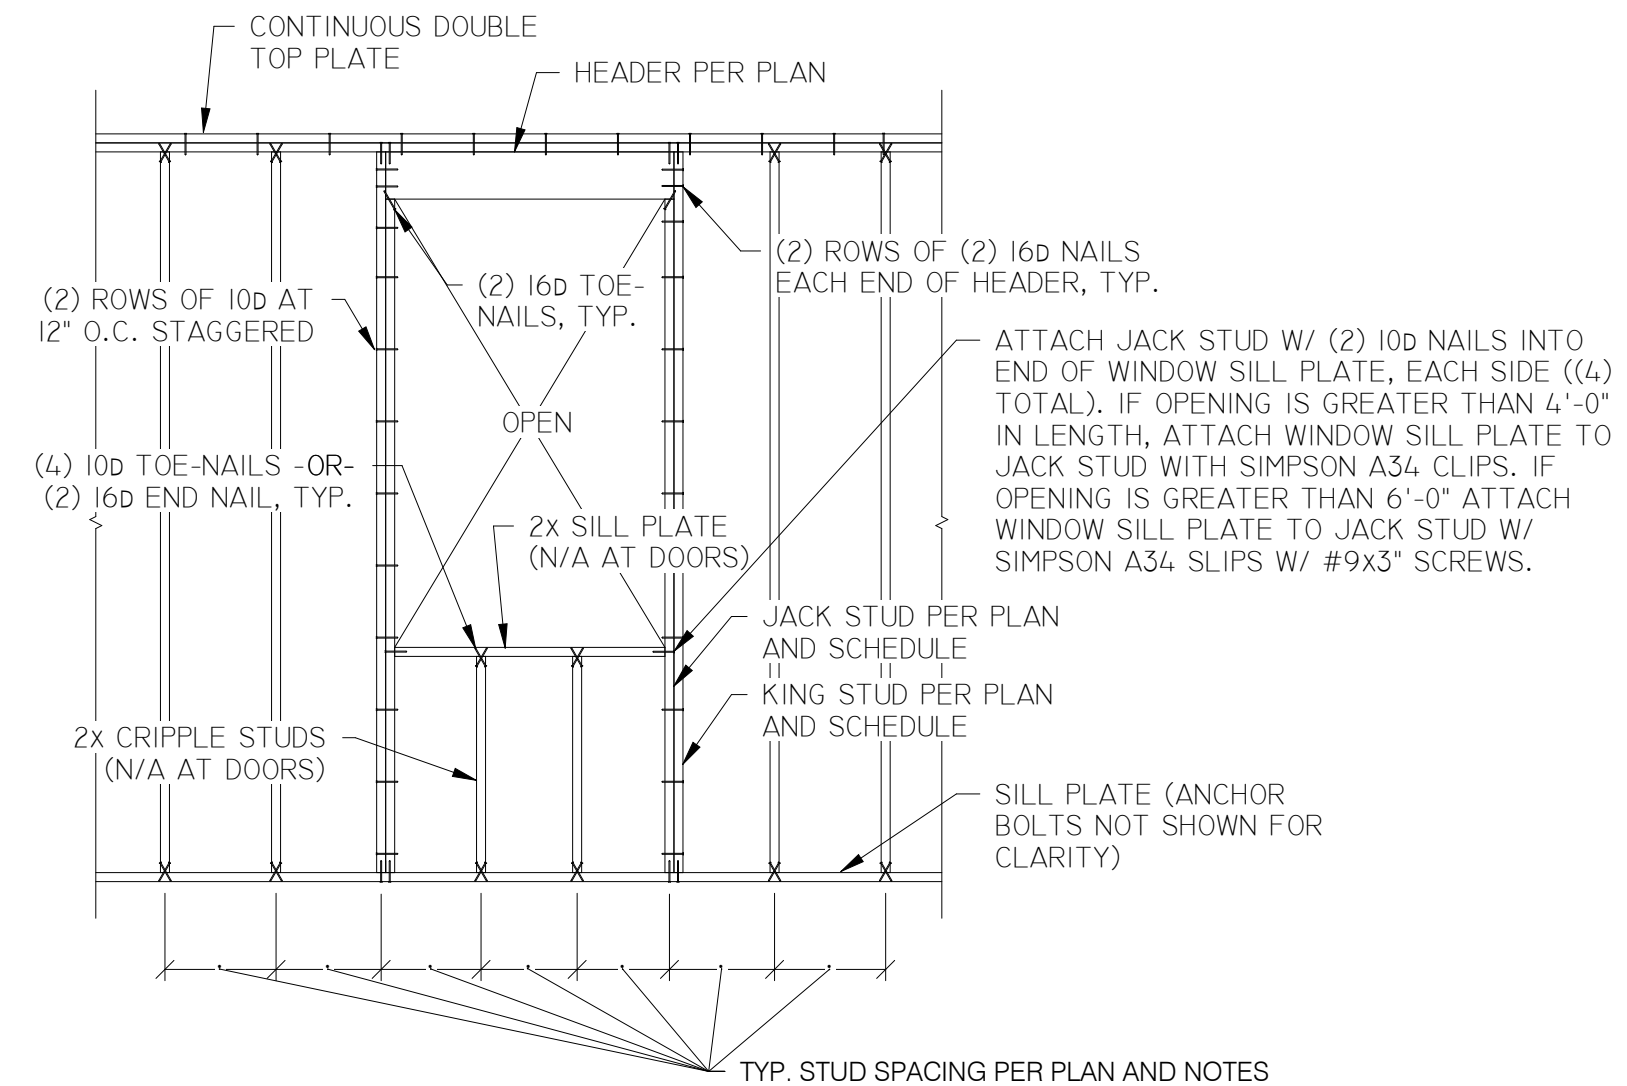 CONTINUOUS DOUBLE
TOP PLATE
HEADER PER PLAN
(2) ROWS OF (2) 16D NAILS
EACH END OF HEADER, TYP.
(2) 16D TOE-
NAILS, TYP.
(2) ROWS OF 10D AT
12" O.C. STAGGERED
ATTACH JACK STUD W/ (2) 10D NAILS INTO
END OF WINDOW SILL PLATE, EACH SIDE ((4)
TOTAL). IF OPENING IS GREATER THAN 4'-0"
IN LENGTH, ATTACH WINDOW SILL PLATE TO
JACK STUD WITH SIMPSON A34 CLIPS. IF
OPENING IS GREATER THAN 6'-0" ATTACH
WINDOW SILL PLATE TO JACK STUD W/
SIMPSON A34 SLIPS W/ #9X3" SCREWS.
OPEN
(4) 10D TOE-NAILS -OR-
(2) 16D END NAIL, TYP.
2X SILL PLATE
(N/A AT DOORS)
JACK STUD PER PLAN
AND SCHEDULE
KING STUD PER PLAN
AND SCHEDULE
2X CRIPPLE STUDS
(N/A AT DOORS)
SILL PLATE (ANCHOR
BOLTS NOT SHOWN FOR
CLARITY)
TYP. STUD SPACING PER PLAN AND NOTES